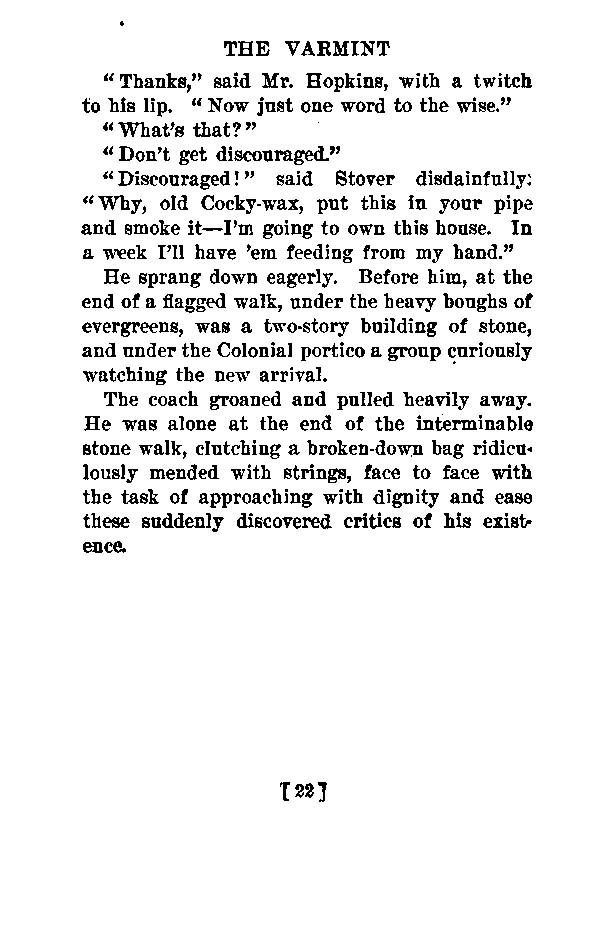 THE VARMINT
“Thanks,” said Mr. Hopkins, with a twitch
to his lip. “Now just one word to the wise.”
“What's that?”
“Don't get discouraged.”
“Discouraged!” said Stover disdainfully:
“Why, old Cocky-wax, put this in your pipe
and smoke it—I'm going to own this house. In
a week I'll have 'em feeding from my hand.”
He sprang down eagerly. Before him, at the
end of a flagged walk, under the heavy boughs of
evergreens, was a two-story building of stone,
and under the Colonial portico a group curiously
watching the new arrival.
The coach groaned and pulled heavily away.
He was alone at the end of the interminable
stone walk, clutching a broken-down bag ridicu-
lously mended with strings, face to face with
the task of approaching with dignity and ease
these suddenly discovered critics of his exist-
ence.
[22]